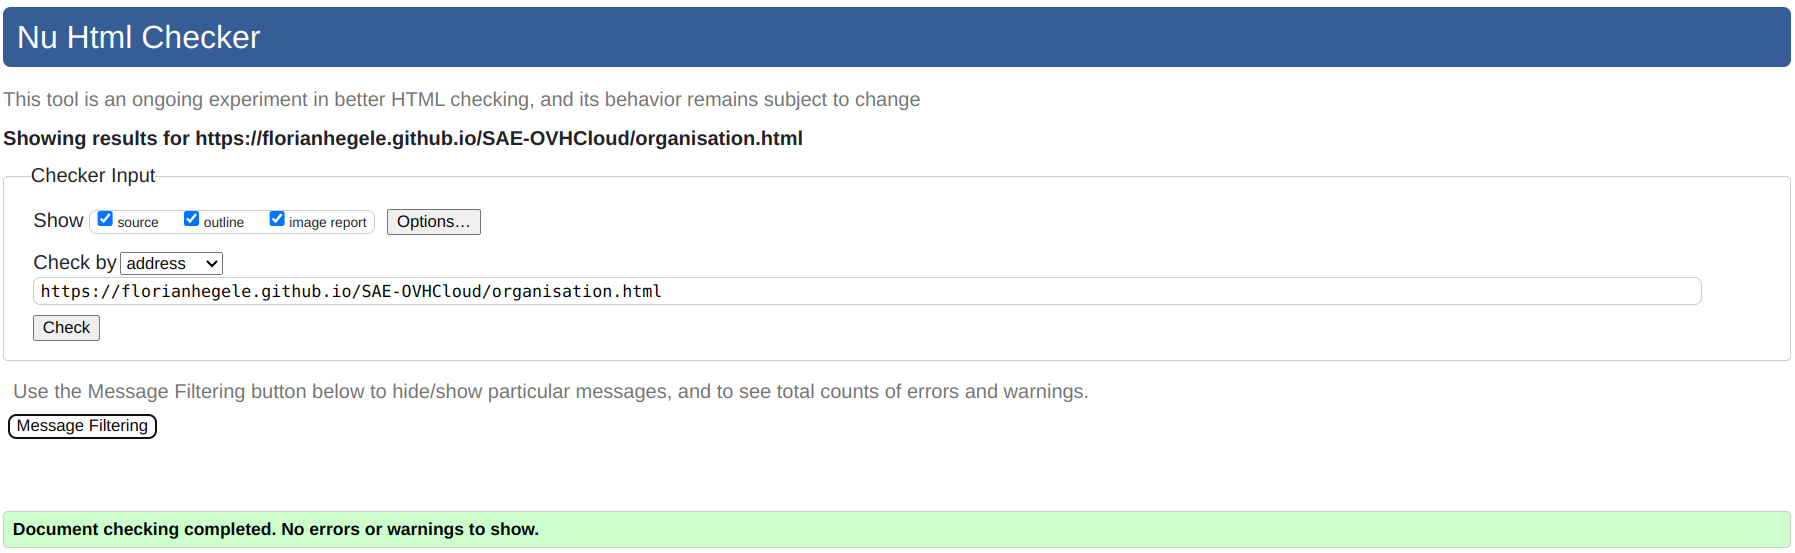 Nu Html Checker
This tool is an ongoing experiment in better HTML checking, and its behavior remains subject to change
Showing results for https://florianhegele.github.io/SAE-OVHCloud/organisation.html
Checker Input
Show source outline image report Options…
Check by address
https://florianhegele.github.io/SAE-OVHCloud/organisation.html
Check
Use the Message Filtering button below to hide/show particular messages, and to see total counts of errors and warnings.
Message Filtering
Document checking completed. No errors or warnings to show.